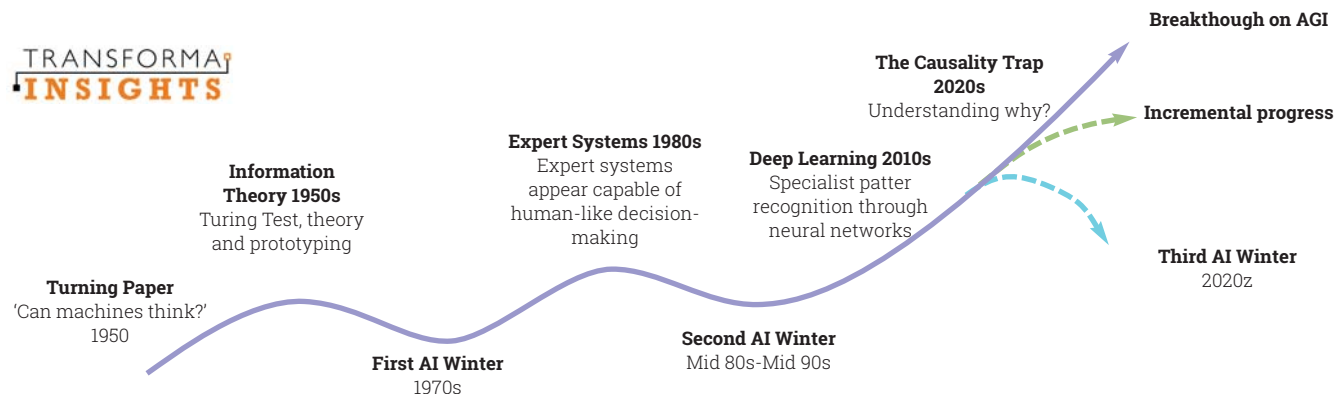 TRANSFORMA
INSIGHTS
Turning Paper
‘Can machines think?’
1950
Information
Theory 1950s
Turing Test, theory
and prototyping
First AI Winter
1970s
Expert Systems 1980s
Expert systems
appear capable of
human-like decision-
making
Second AI Winter
Mid 80s-Mid 90s
Deep Learning 2010s
Specialist patter
recognition through
neural networks
The Causality Trap
2020s
Understanding why?
Breakthough on AGI
Incremental progress
Third AI Winter
2020z